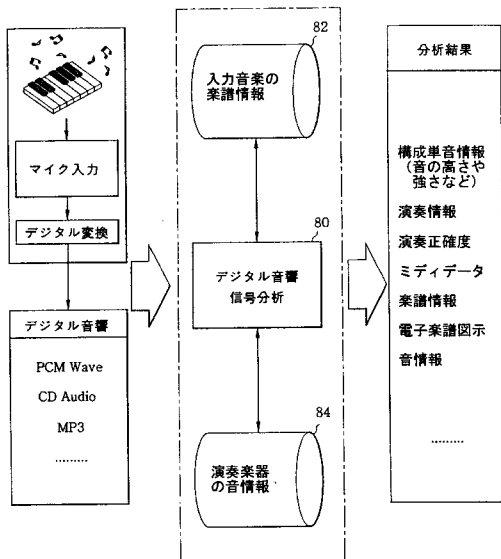 マイク入力
デジタル変換
デジタル音響
PCM Wave
CD Audio
MP3
.........
82
入力音楽の
楽譜情報
80
デジタル音響
信号分析
84
演奏楽器
の音情報
分析結果
構成単音情報
(音の高さや
強さなど)
演奏情報
演奏正確度
ミディデータ
楽譜情報
電子楽譜図示
音情報
.........